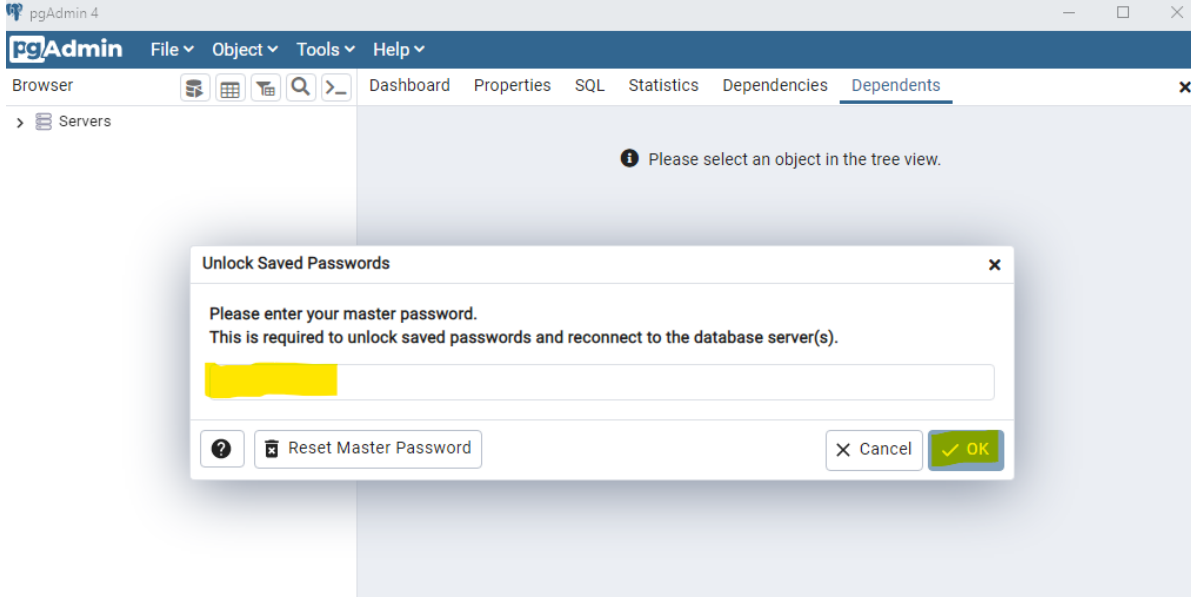 pgAdmin 4
pgAdmin File Object Tools Help
Browser Dashboard Properties SQL Statistics Dependencies Dependents
Servers
Please select an object in the tree view.
Unlock Saved Passwords
Please enter your master password.
This is required to unlock saved passwords and reconnect to the database server(s).
Reset Master Password Cancel OK